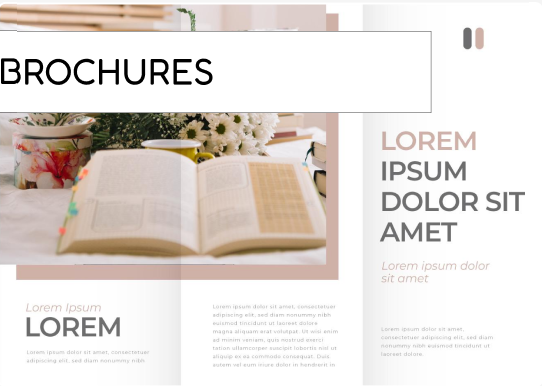 BROCHURES
LOREM
IPSUM
DOLOR SIT
AMET
Lorem ipsum dolor
sit amet
Lorem Ipsum
LOREM
Lorem ipsum dolor sit amet, consectetuer
adipiscing elit, sed diam nonummy nibh
Lorem ipsum dolor sit amet, consectetuer
adipiscing elit, sed diam nonummy nibh
euismod tincidunt ut laoreet dolore
magna aliquam erat volutpat. Ut wisi enim
ad minim veniam, quis nostrud exerci
tation ullamcorper suscipit lobortis nisl ut
aliquip ex ea commodo consequat. Duis
autem vel eum iriure dolor in hendrerit in
Lorem ipsum dolor sit amet,
consectetuer adipiscing elit, sed diam
nonummy nibh euismod tincidunt ut
laoreet dolore.